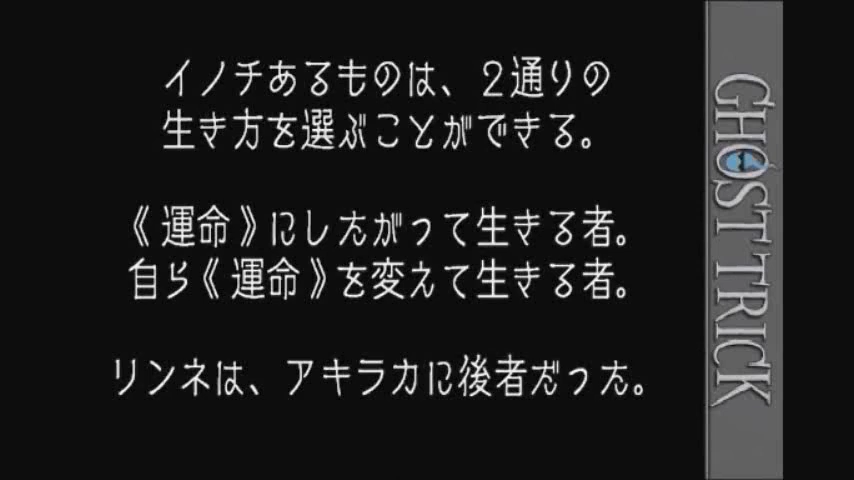 イノチあるものは、２通りの
生き方を選ぶことができる。
《運命》にしたがって生きる者。
自ら《運命》を変えて生きる者。
リンネは、アキラカに後者だった。
GHOST TRICK